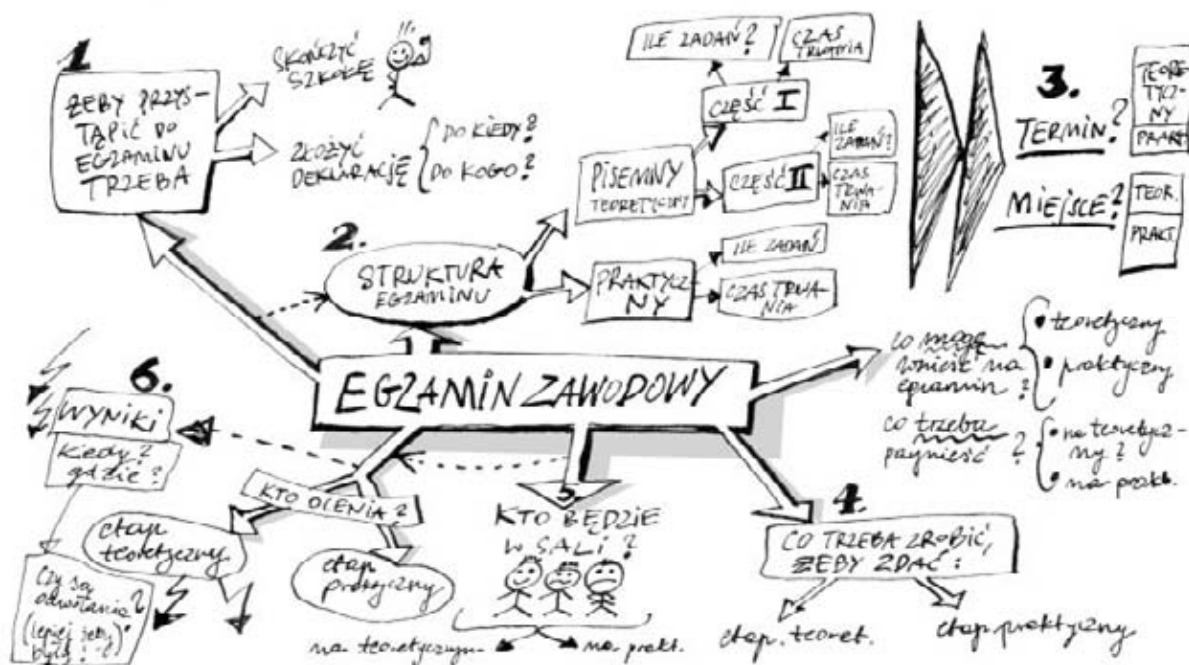 1.
ŻEBY PRZYS-
TĄPIĆ DO
EGZAMINU
TRZEBA
SKOŃCZYĆ
SZKOŁĘ
ZŁOŻYĆ
DEKLARACJĘ
DO KIEDY?
DO KOGO?
2.
STRUKTURA
EGZAMINU
PISEMNY
TEORETYCZNY
CZĘŚĆ I
ILE ZADAŃ?
CZAS
TRWANIA
CZĘŚĆ II
ILE
ZADAŃ?
CZAS
TRWA-
NIA
PRAKTYCZ-
NY
ILE ZADAŃ
CZAS TRWA-
NIA
3.
TERMIN?
TEORE-
TYCZ-
NY
PRAKT.
MIEJSCE?
TEOR.
PRAKT.
EGZAMIN ZAWODOWY
co mogę
wnieść na
egzamin?
teoretyczny
praktyczny
co trzeba
przynieść?
na teoretycz-
ny?
na prakt.
4.
CO TRZEBA ZROBIĆ,
ŻEBY ZDAĆ:
etap. teoret.
etap. praktyczny
5.
KTO BĘDZIE
W SALI?
na teoretycznym
na prakt.
KTO OCENIA?
etap
teoretyczny
etap
praktyczny
6.
WYNIKI
kiedy?
gdzie?
Czy są
odwołania?
(lepiej żeby
były!)